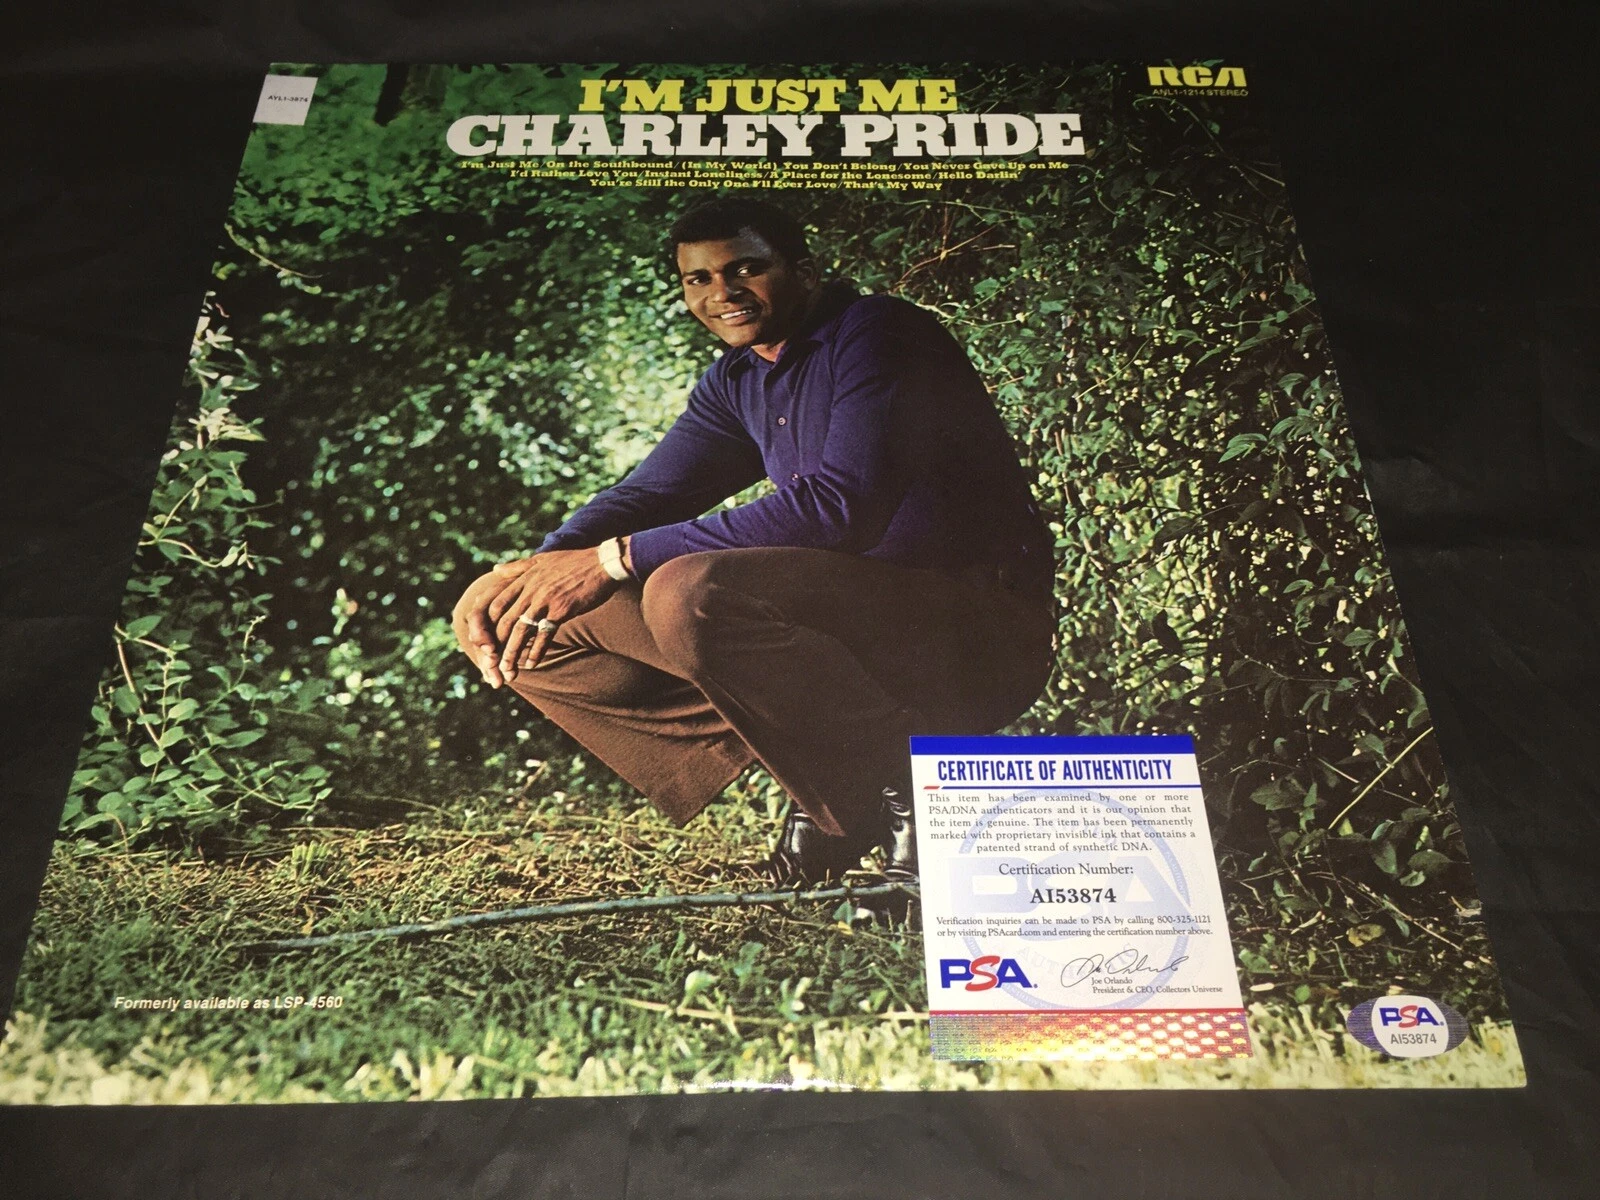 AYL1-3874
RCA
ANL1-1214 STEREO
I'M JUST ME
CHARLEY PRIDE
I'm Just Me/On the Southbound/(In My World) You Don't Belong/You Never Gave Up on Me
I'd Rather Love You/Instant Loneliness/A Place for the Lonesome/Hello Darlin'
You're Still the Only One I'll Ever Love/That's My Way
CERTIFICATE OF AUTHENTICITY
This item has been examined by one or more
PSA/DNA authenticators and it is our opinion that
the item is genuine. The item has been permanently
marked with proprietary invisible ink that contains a
patented strand of synthetic DNA.
Certification Number:
AI53874
Verification inquiries can be made to PSA by calling 800-325-1121
or by visiting PSAcard.com and entering the certification number above.
PSA.
Joe Orlando
President & CEO, Collectors Universe
Formerly available as LSP-4560
PSA.
AI53874